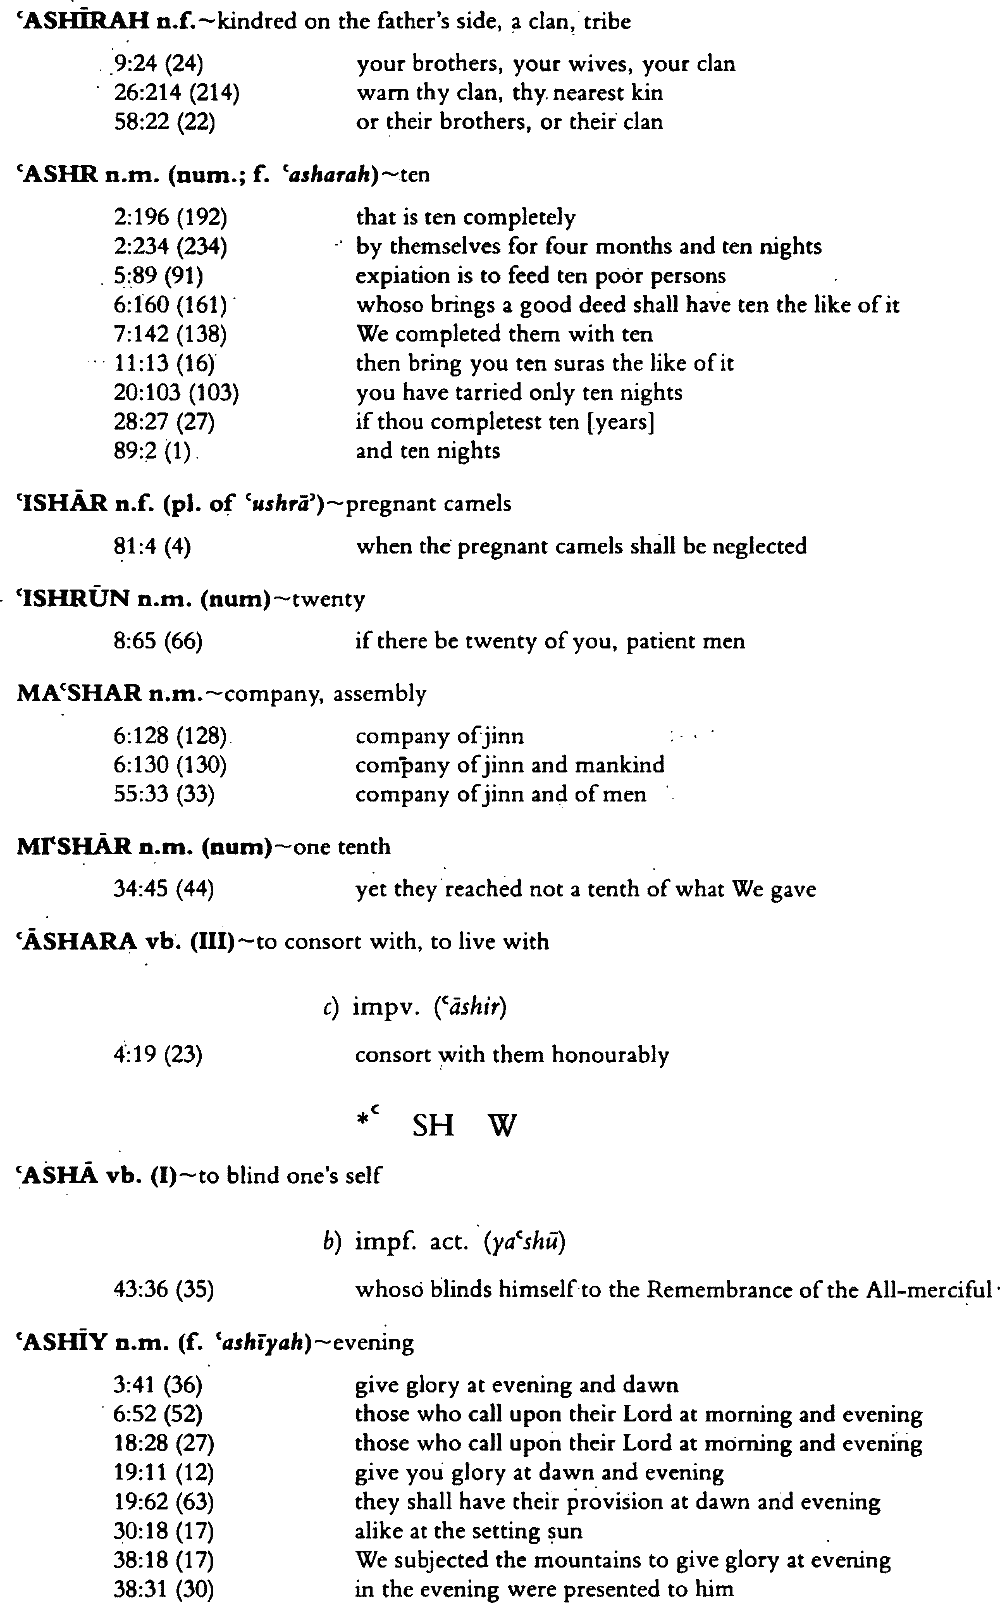 ʿASHĪRAH n.f.~kindred on the father's side, a clan, tribe
9:24 (24) your brothers, your wives, your clan
26:214 (214) warn thy clan, thy nearest kin
58:22 (22) or their brothers, or their clan
ʿASHR n.m. (num.; f. ʿasharah)~ten
2:196 (192) that is ten completely
2:234 (234) by themselves for four months and ten nights
5:89 (91) expiation is to feed ten poor persons
6:160 (161) whoso brings a good deed shall have ten the like of it
7:142 (138) We completed them with ten
11:13 (16) then bring you ten suras the like of it
20:103 (103) you have tarried only ten nights
28:27 (27) if thou completest ten [years]
89:2 (1) and ten nights
ʿISHĀR n.f. (pl. of ʿushrāʾ)~pregnant camels
81:4 (4) when the pregnant camels shall be neglected
ʿISHRŪN n.m. (num)~twenty
8:65 (66) if there be twenty of you, patient men
MAʿSHAR n.m.~company, assembly
6:128 (128) company of jinn
6:130 (130) company of jinn and mankind
55:33 (33) company of jinn and of men
MIʿSHĀR n.m. (num)~one tenth
34:45 (44) yet they reached not a tenth of what We gave
ʿĀSHARA vb. (III)~to consort with, to live with
c) impv. (ʿāshir)
4:19 (23) consort with them honourably
*ʿ SH W
ʿASHĀ vb. (I)~to blind one's self
b) impf. act. (yaʿshū)
43:36 (35) whoso blinds himself to the Remembrance of the All-merciful
ʿASHĪY n.m. (f. ʿashīyah)~evening
3:41 (36) give glory at evening and dawn
6:52 (52) those who call upon their Lord at morning and evening
18:28 (27) those who call upon their Lord at morning and evening
19:11 (12) give you glory at dawn and evening
19:62 (63) they shall have their provision at dawn and evening
30:18 (17) alike at the setting sun
38:18 (17) We subjected the mountains to give glory at evening
38:31 (30) in the evening were presented to him